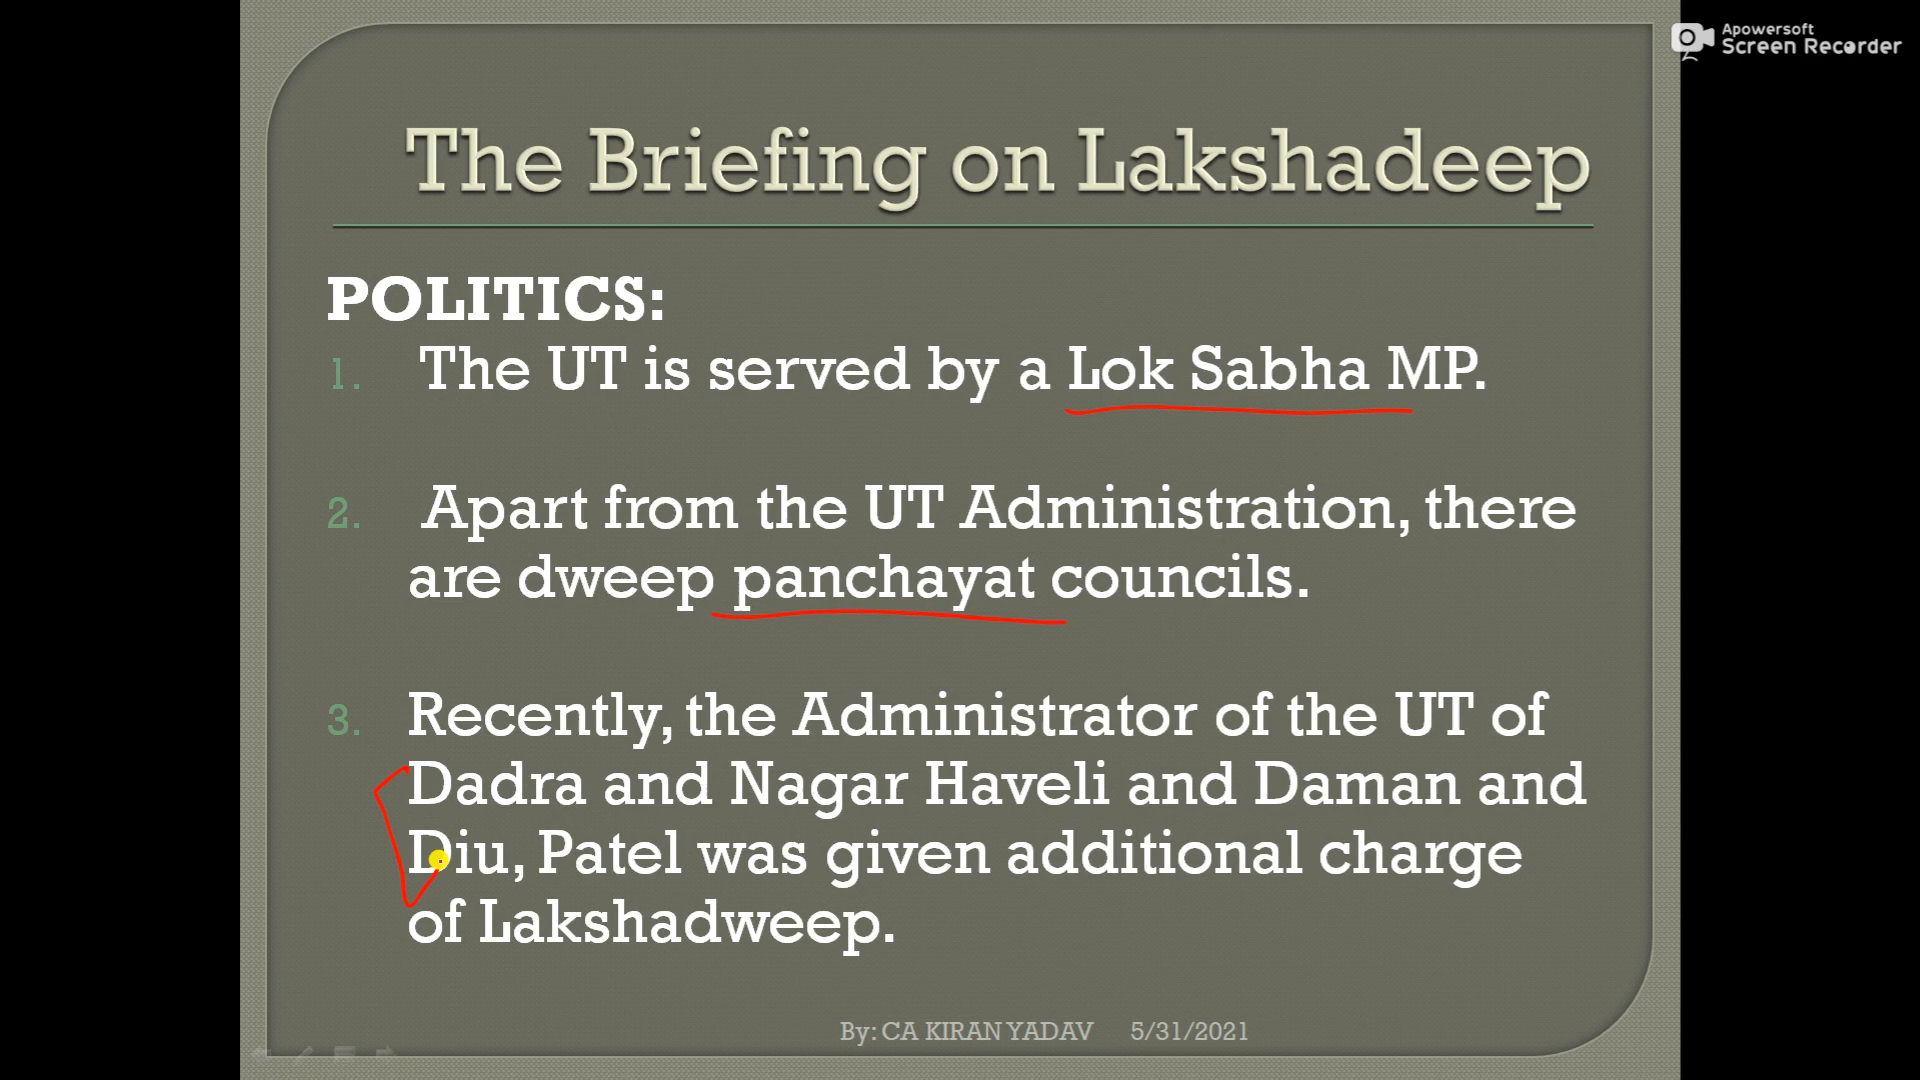 Apowersoft
Screen Recorder
The Briefing on Lakshadeep
POLITICS:
1. The UT is served by a Lok Sabha MP.
2. Apart from the UT Administration, there
are dweep panchayat councils.
3. Recently, the Administrator of the UT of
Dadra and Nagar Haveli and Daman and
Diu, Patel was given additional charge
of Lakshadweep.
By: CA KIRAN YADAV 5/31/2021